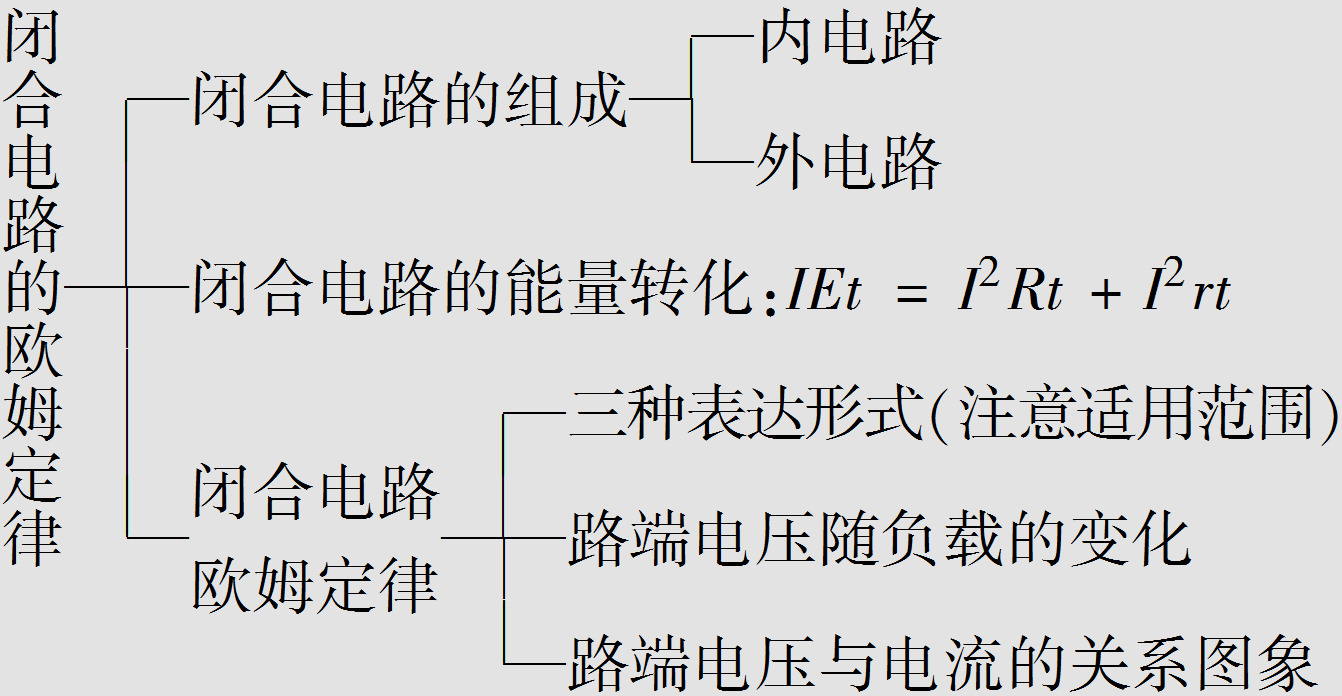 闭合电路的欧姆定律
闭合电路的组成
内电路
外电路
闭合电路的能量转化:IEt = I²Rt + I²rt
闭合电路
欧姆定律
三种表达形式(注意适用范围)
路端电压随负载的变化
路端电压与电流的关系图象